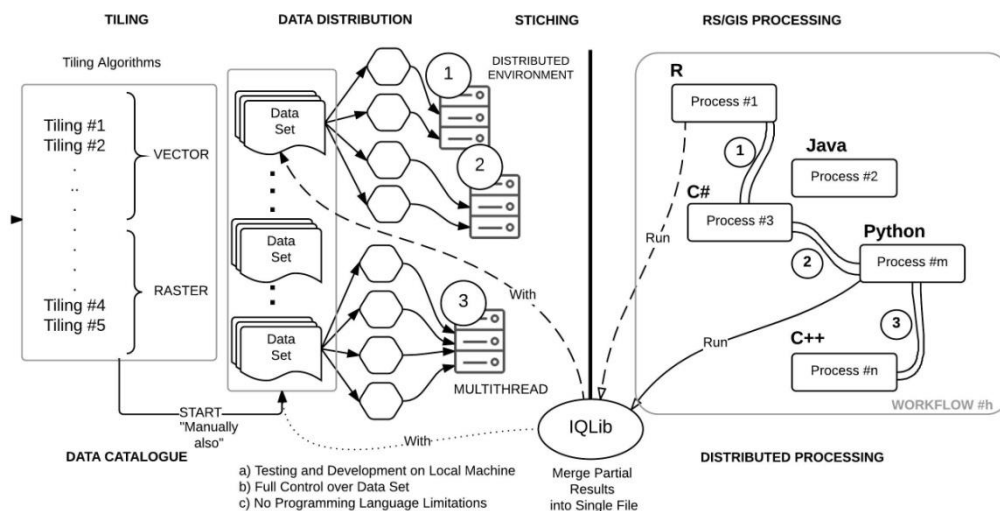 TILING
DATA DISTRIBUTION
STICHING
RS/GIS PROCESSING
Tiling Algorithms
Tiling #1
Tiling #2
.
..
.
.
.
.
Tiling #4
Tiling #5
VECTOR
RASTER
Data
Set
Data
Set
Data
Set
1
2
3
DISTRIBUTED
ENVIRONMENT
MULTITHREAD
R
Process #1
1
Java
Process #2
C#
Process #3
2
Python
Process #m
3
C++
Process #n
WORKFLOW #h
Run
Run
With
With
START
"Manually
also"
IQLib
Merge Partial
Results
into Single File
DATA CATALOGUE
a) Testing and Development on Local Machine
b) Full Control over Data Set
c) No Programming Language Limitations
DISTRIBUTED PROCESSING